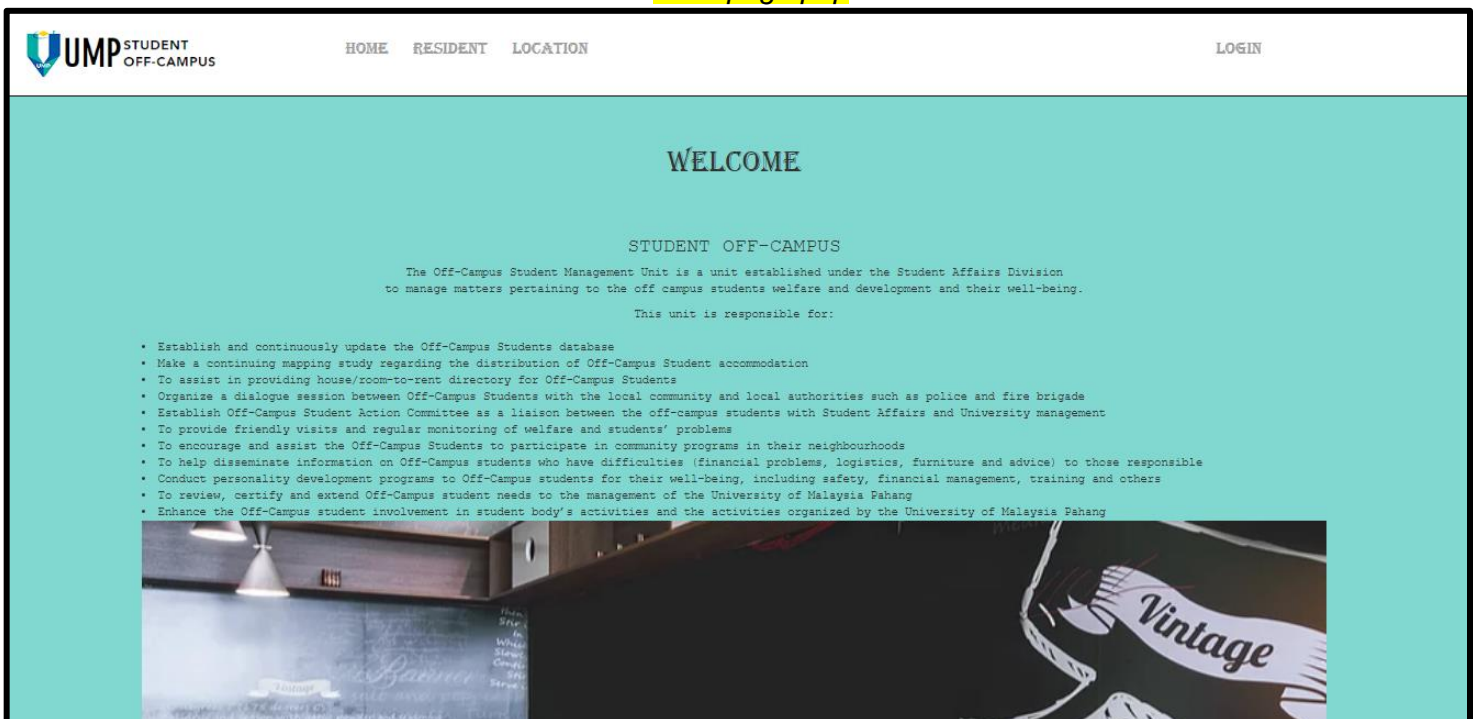 UMP STUDENT
OFF-CAMPUS
HOME RESIDENT LOCATION LOGIN
WELCOME
STUDENT OFF-CAMPUS
The Off-Campus Student Management Unit is a unit established under the Student Affairs Division
to manage matters pertaining to the off campus students welfare and development and their well-being.
This unit is responsible for:
• Establish and continuously update the Off-Campus Students database
• Make a continuing mapping study regarding the distribution of Off-Campus Student accommodation
• To assist in providing house/room-to-rent directory for Off-Campus Students
• Organize a dialogue session between Off-Campus Students with the local community and local authorities such as police and fire brigade
• Establish Off-Campus Student Action Committee as a liaison between the off-campus students with Student Affairs and University management
• To provide friendly visits and regular monitoring of welfare and students' problems
• To encourage and assist the Off-Campus Students to participate in community programs in their neighbourhoods
• To help disseminate information on Off-Campus students who have difficulties (financial problems, logistics, furniture and advice) to those responsible
• Conduct personality development programs to Off-Campus students for their well-being, including safety, financial management, training and others
• To review, certify and extend Off-Campus student needs to the management of the University of Malaysia Pahang
• Enhance the Off-Campus student involvement in student body's activities and the activities organized by the University of Malaysia Pahang
Vintage